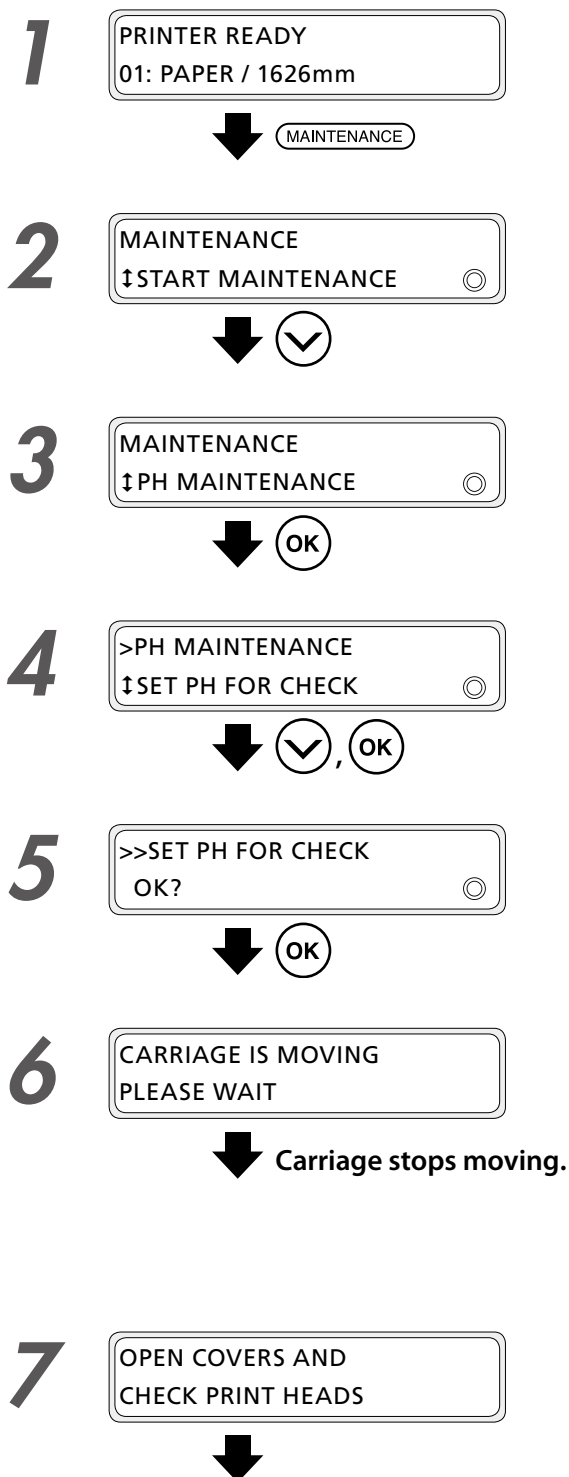 1
PRINTER READY
01: PAPER / 1626mm
MAINTENANCE
2
MAINTENANCE
↕START MAINTENANCE ◎
3
MAINTENANCE
↕PH MAINTENANCE ◎
OK
4
>PH MAINTENANCE
↕SET PH FOR CHECK ◎
, OK
5
>>SET PH FOR CHECK
OK? ◎
OK
6
CARRIAGE IS MOVING
PLEASE WAIT
Carriage stops moving.
7
OPEN COVERS AND
CHECK PRINT HEADS